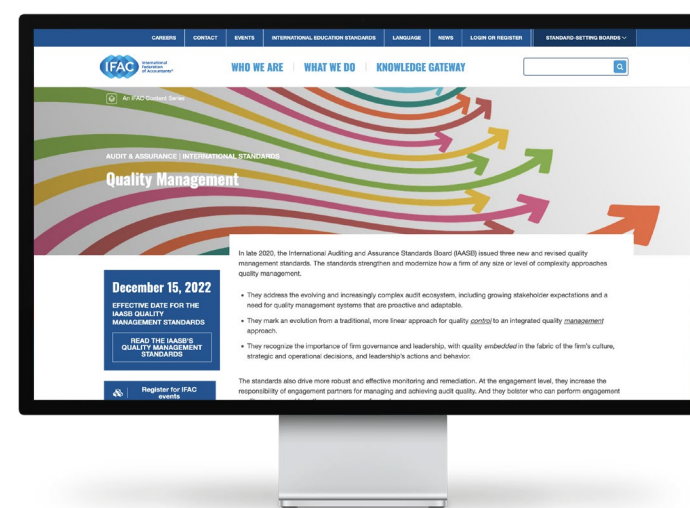 CAREERS CONTACT EVENTS INTERNATIONAL EDUCATION STANDARDS LANGUAGE NEWS LOGIN OR REGISTER STANDARD-SETTING BOARDS
IFAC
International
Federation
of Accountants®
WHO WE ARE | WHAT WE DO | KNOWLEDGE GATEWAY
An IFAC Content Series
AUDIT & ASSURANCE | INTERNATIONAL STANDARDS
Quality Management
In late 2020, the International Auditing and Assurance Standards Board (IAASB) issued three new and revised quality
management standards. The standards strengthen and modernize how a firm of any size or level of complexity approaches
quality management.
• They address the evolving and increasingly complex audit ecosystem, including growing stakeholder expectations and a
need for quality management systems that are proactive and adaptable.
• They mark an evolution from a traditional, more linear approach for quality control to an integrated quality management
approach.
• They recognize the importance of firm governance and leadership, with quality embedded in the fabric of the firm's culture,
strategic and operational decisions, and leadership's actions and behavior.
The standards also drive more robust and effective monitoring and remediation. At the engagement level, they increase the
responsibility of engagement partners for managing and achieving audit quality. And they bolster who can perform engagement
December 15, 2022
EFFECTIVE DATE FOR THE
IAASB QUALITY
MANAGEMENT STANDARDS
READ THE IAASB'S
QUALITY MANAGEMENT
STANDARDS
Register for IFAC
events